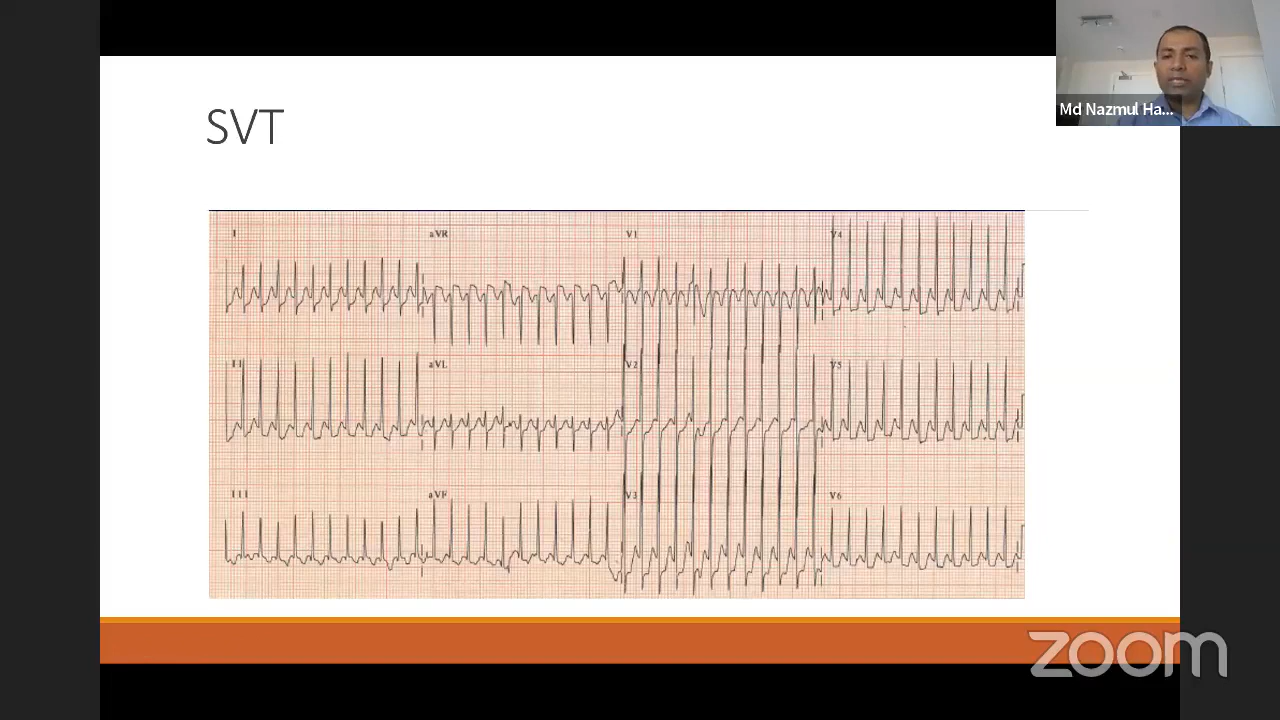 Md Nazmul Ha...
SVT
I aVR V1 V4
II aVL V2 V5
III aVF V3 V6
zoom